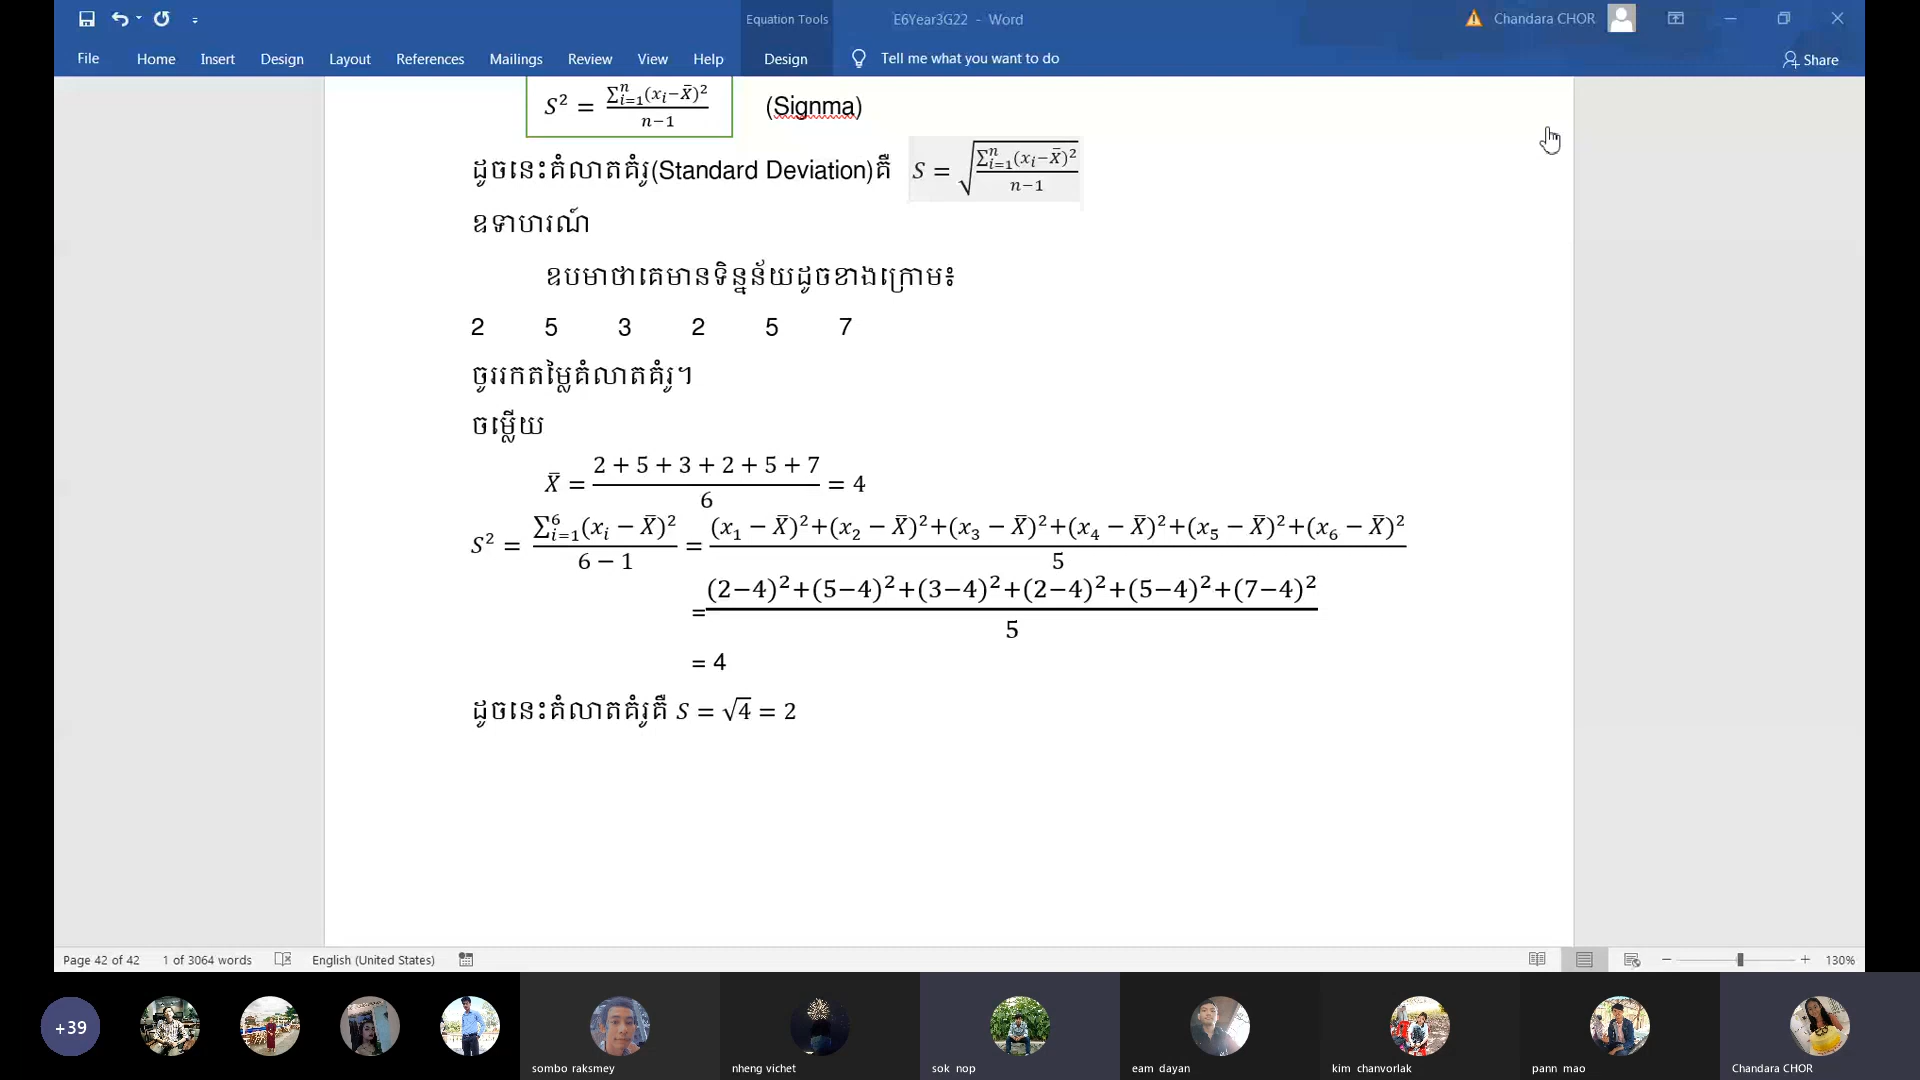 Equation Tools E6Year3G22 - Word Chandara CHOR
File Home Insert Design Layout References Mailings Review View Help Design Tell me what you want to do Share
S² = ∑ⁿᵢ₌₁(xᵢ−X̄)² / n−1 (Signma)
ដូចនេះគំលាតគំរូ(Standard Deviation)គឺ S = √(∑ⁿᵢ₌₁(xᵢ−X̄)² / n−1)
ឧទាហរណ៍
ឧបមាថាគេមានទិន្នន័យដូចខាងក្រោម៖
2 5 3 2 5 7
ចូររកតម្លៃគំលាតគំរូ។
ចម្លើយ
X̄ = 2 + 5 + 3 + 2 + 5 + 7 / 6 = 4
S² = ∑⁶ᵢ₌₁(xᵢ − X̄)² / 6 − 1 = (x₁ − X̄)²+(x₂ − X̄)²+(x₃ − X̄)²+(x₄ − X̄)²+(x₅ − X̄)²+(x₆ − X̄)² / 5
= (2−4)²+(5−4)²+(3−4)²+(2−4)²+(5−4)²+(7−4)² / 5
= 4
ដូចនេះគំលាតគំរូគឺ S = √4 = 2
Page 42 of 42 1 of 3064 words English (United States) 130%
+39
sombo raksmey nheng vichet sok nop eam dayan kim chanvorlak pann mao Chandara CHOR